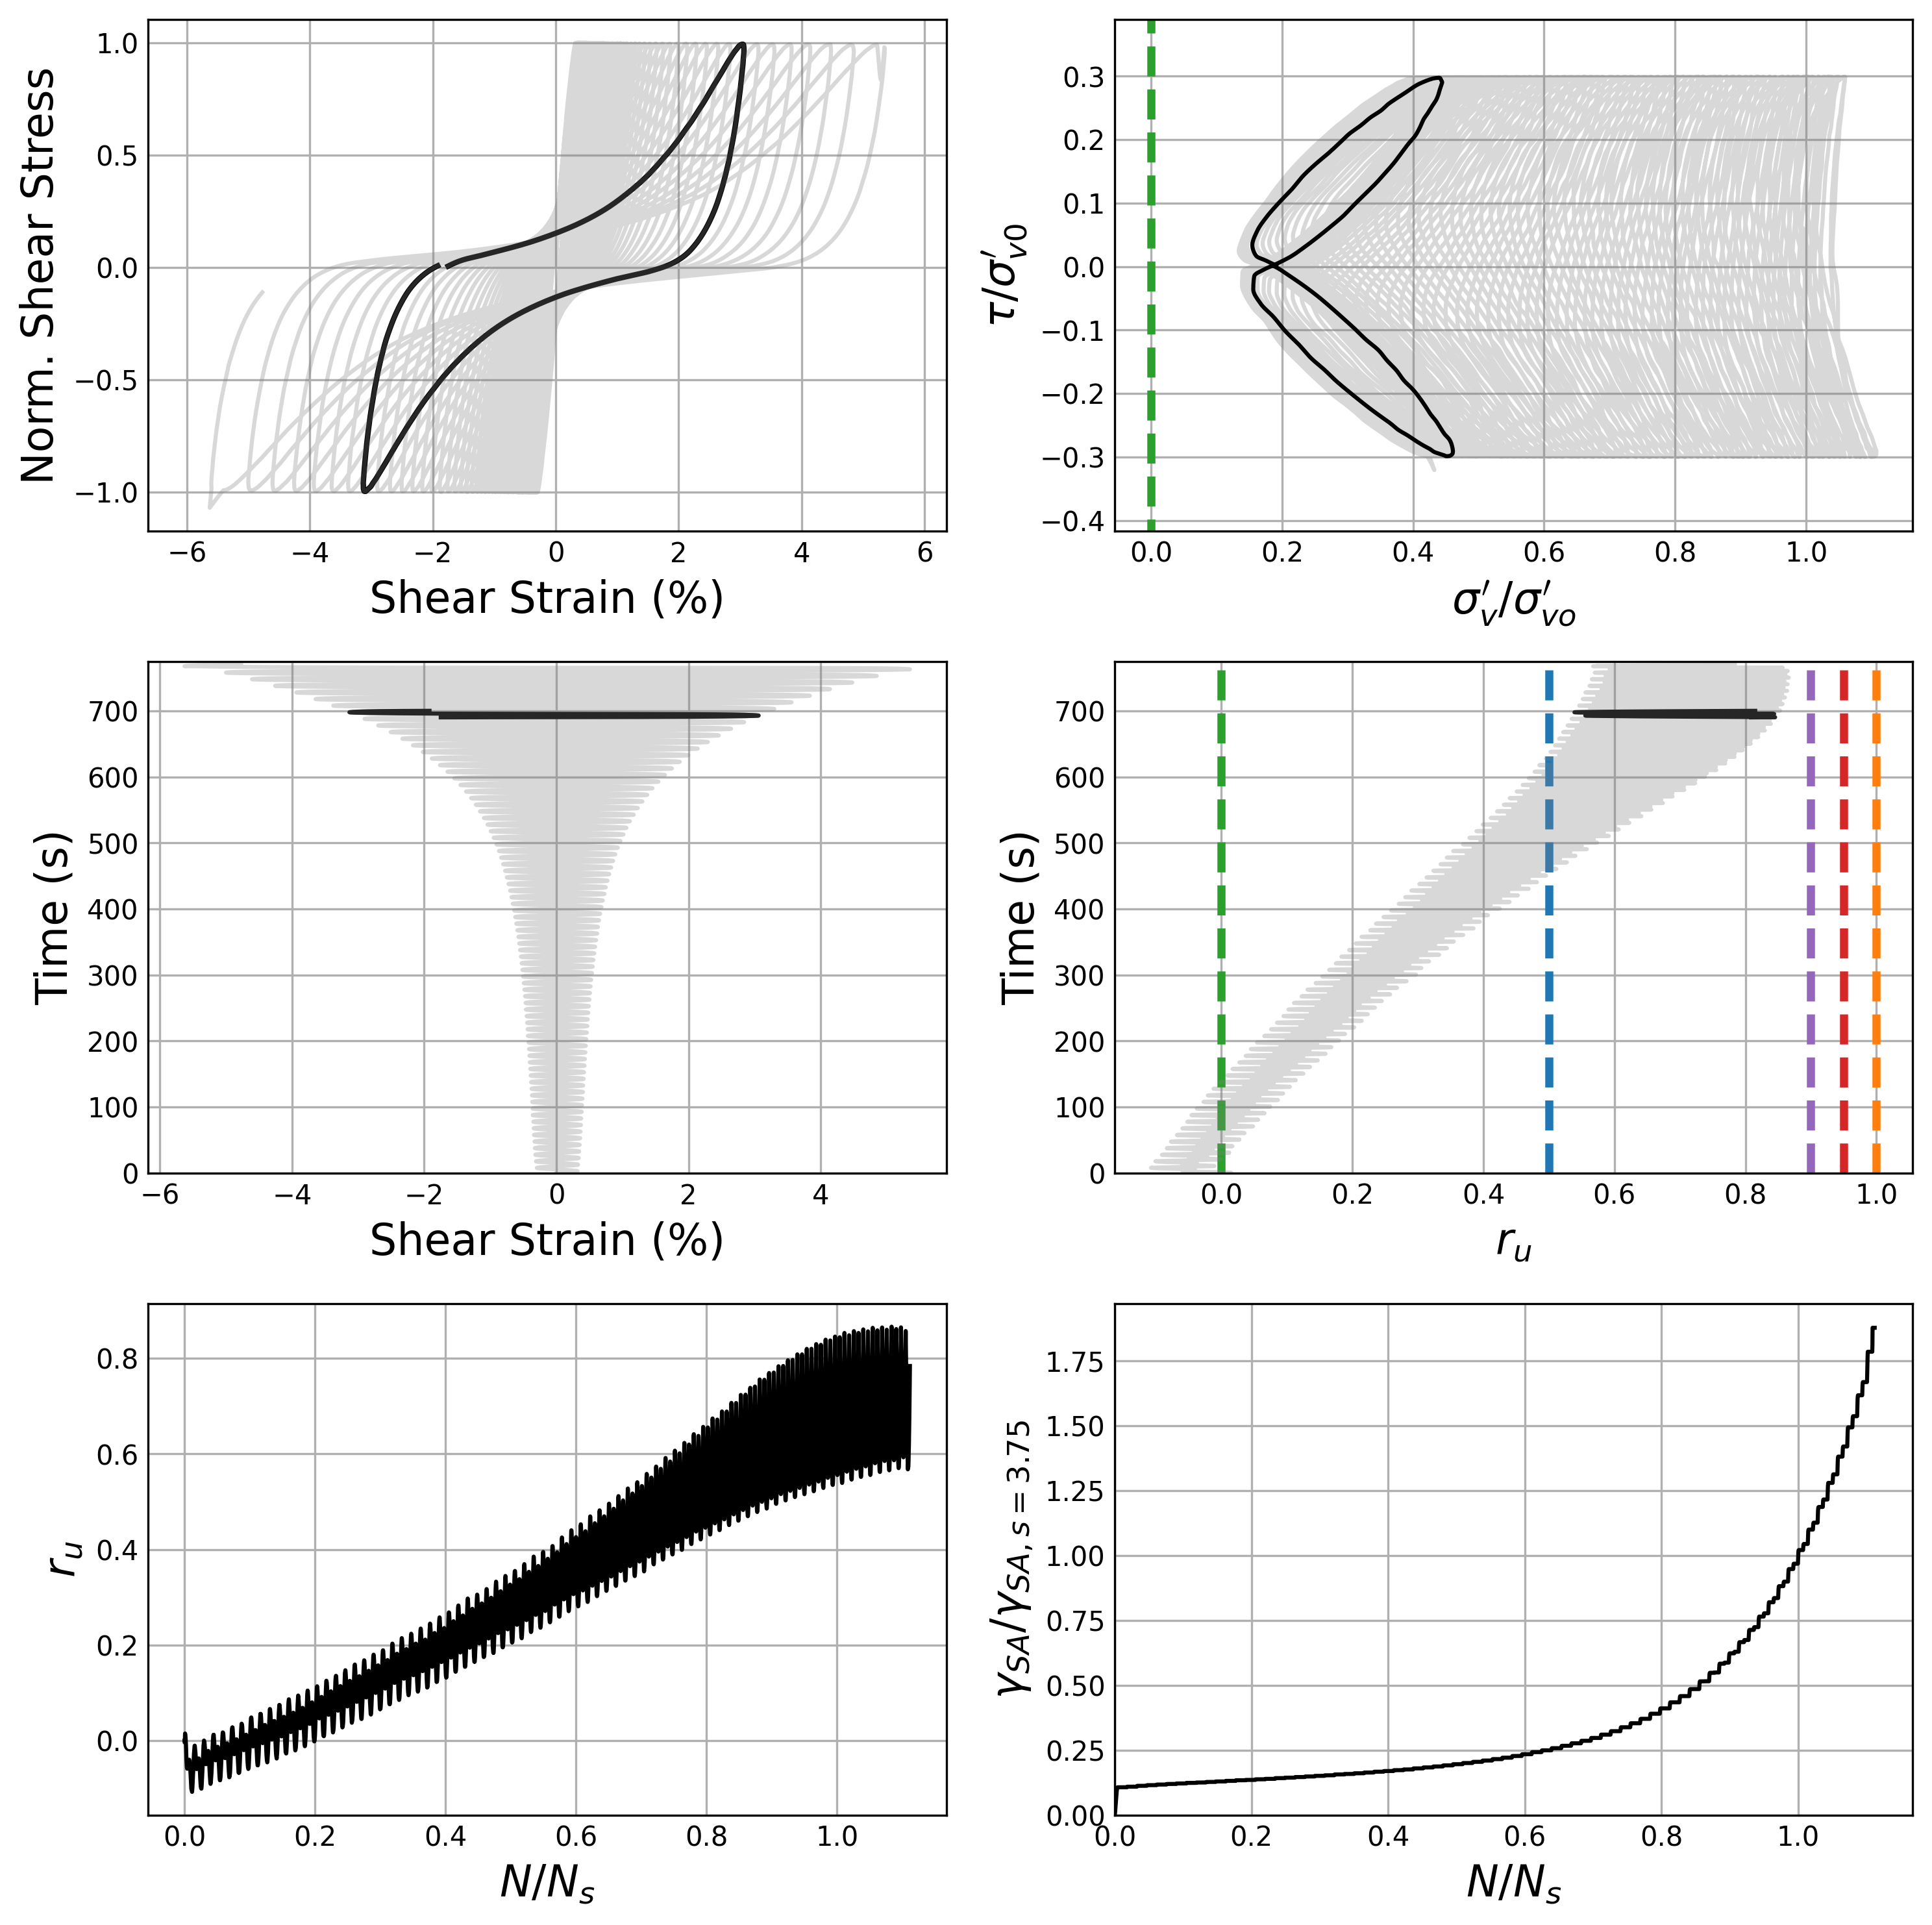 1.0
0.5
0.0
−0.5
−1.0
Norm. Shear Stress
−6 −4 −2 0 2 4 6
Shear Strain (%)
0.3
0.2
0.1
0.0
−0.1
−0.2
−0.3
−0.4
τ/σ′v0
0.0 0.2 0.4 0.6 0.8 1.0
σ′v/σ′vo
700
600
500
400
300
200
100
0
Time (s)
−6 −4 −2 0 2 4
Shear Strain (%)
700
600
500
400
300
200
100
0
Time (s)
0.0 0.2 0.4 0.6 0.8 1.0
ru
0.8
0.6
0.4
0.2
0.0
ru
0.0 0.2 0.4 0.6 0.8 1.0
N/Ns
1.75
1.50
1.25
1.00
0.75
0.50
0.25
0.00
γSA/γSA, s = 3.75
0.0 0.2 0.4 0.6 0.8 1.0
N/Ns